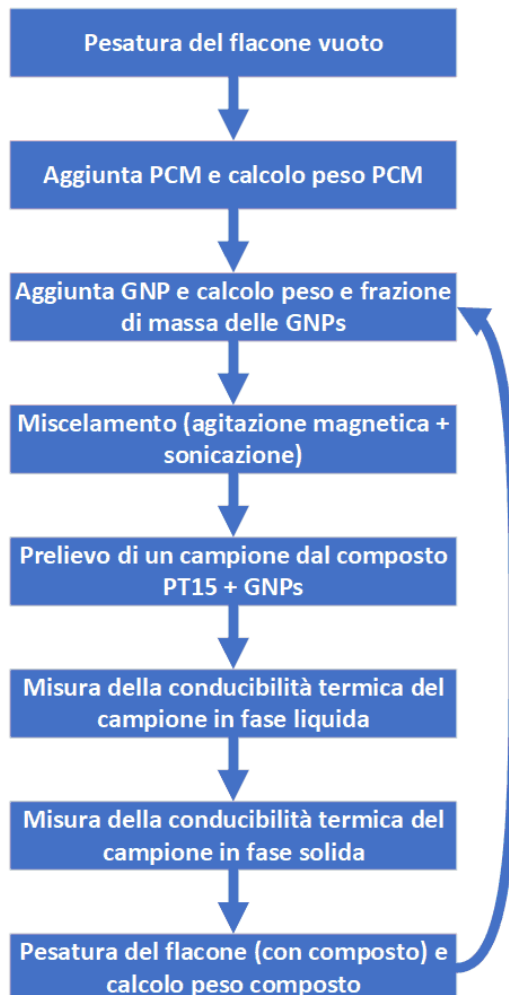 Pesatura del flacone vuoto
Aggiunta PCM e calcolo peso PCM
Aggiunta GNP e calcolo peso e frazione
di massa delle GNPs
Miscelamento (agitazione magnetica +
sonicazione)
Prelievo di un campione dal composto
PT15 + GNPs
Misura della conducibilità termica del
campione in fase liquida
Misura della conducibilità termica del
campione in fase solida
Pesatura del flacone (con composto) e
calcolo peso composto